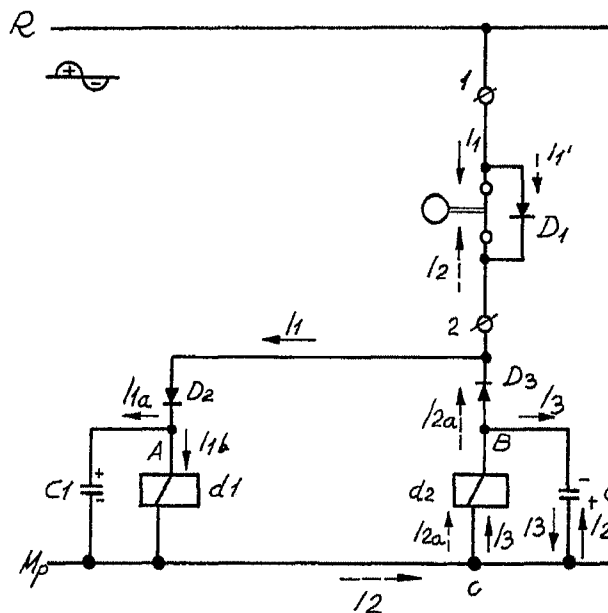 R
+
-
1
I1
I1'
D1
I2
2
I1
D2
D3
I1a
I2a
I3
A
I1b
B
C1
+
-
d1
d2
-
+
I2a
I3
I3
I2
Mp
I2
C